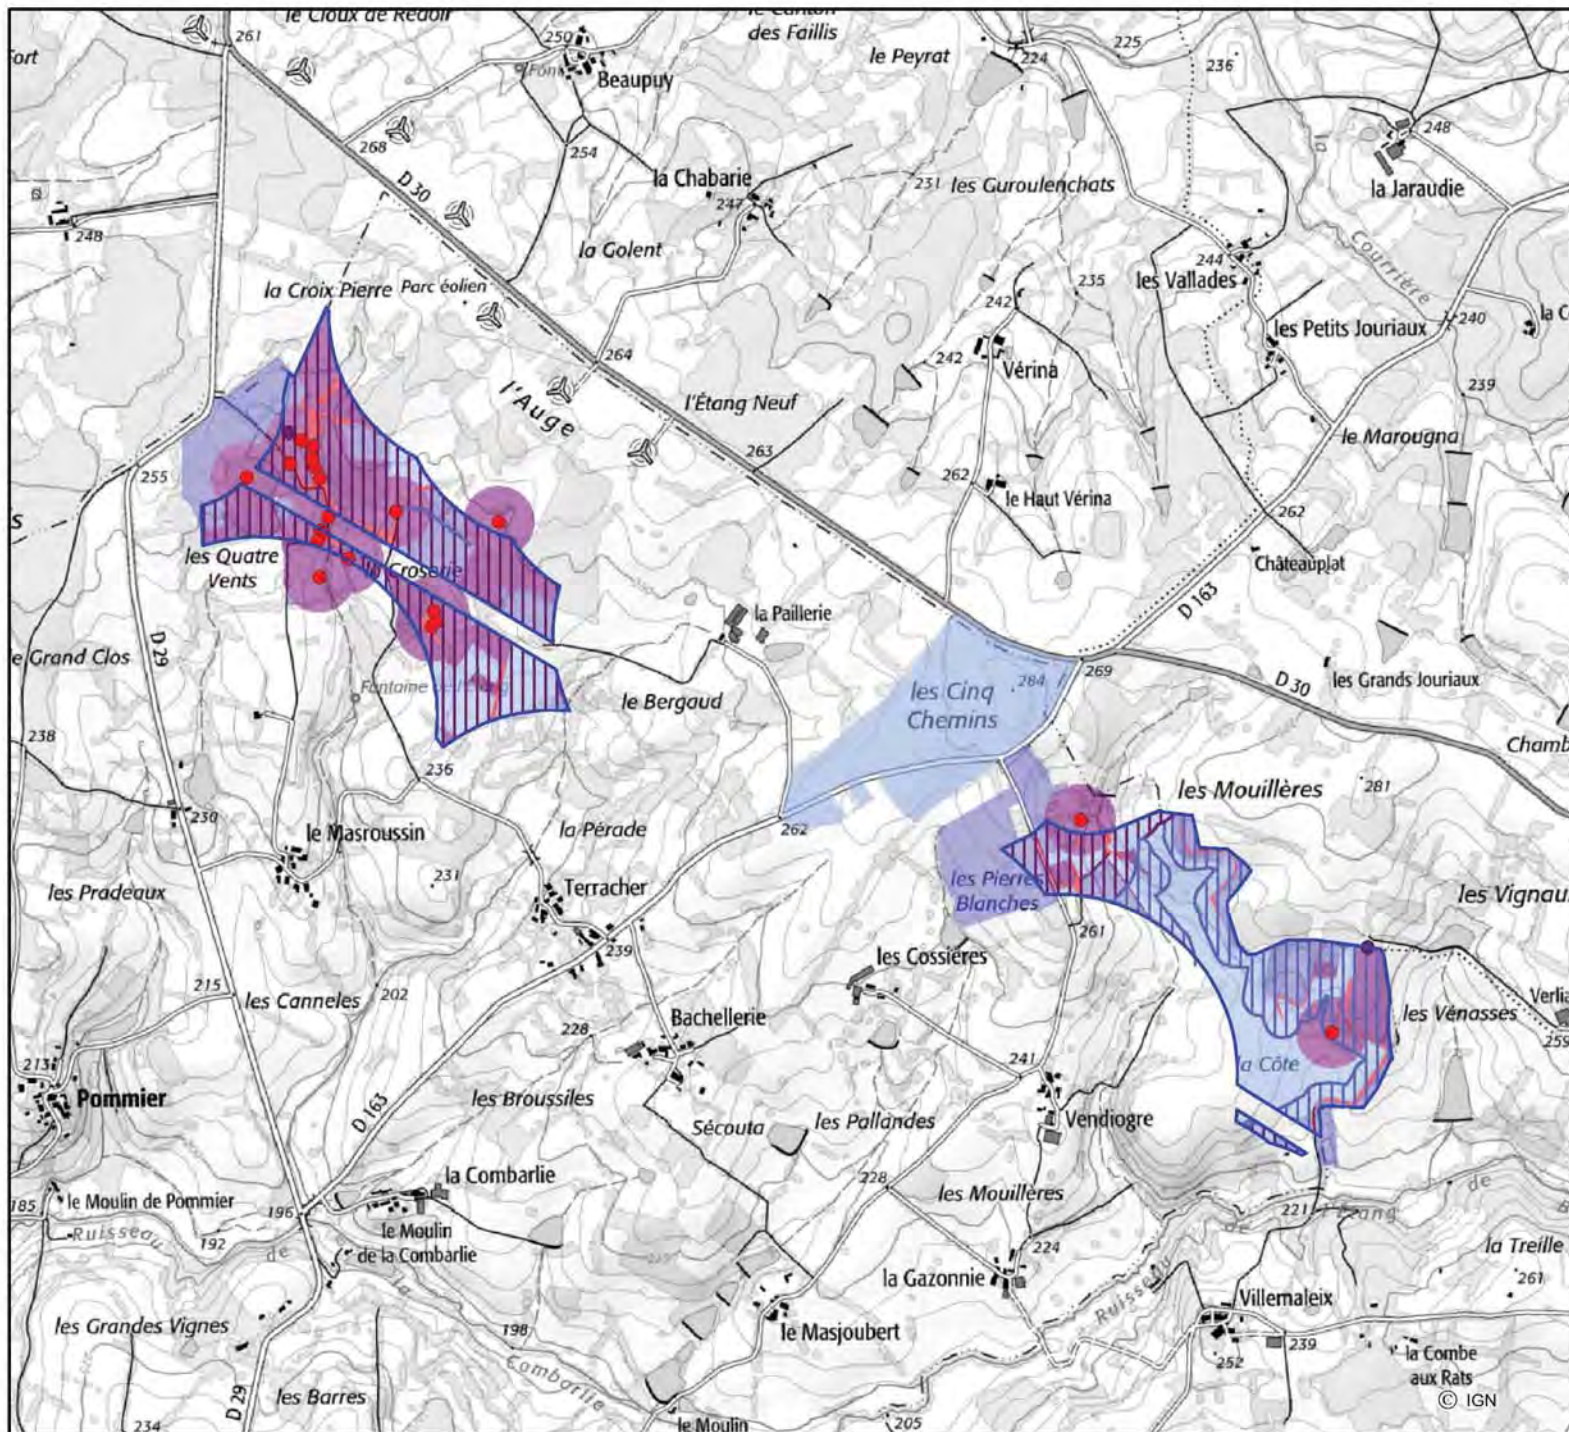 le Cloux de Redoir
le Canton
des Faillis
ort
261
250
Beaupuy
le Peyrat
224
225
236
248
la Jaraudie
268
254
D 30
la Chabarie
247
231
les Guroulenchats
la
Courrière
248
la Golent
244
les Vallades
235
la Croix Pierre
Parc éolien
242
les Petits Jouriaux
240
264
242
Vérina
239
l'Auge
l'Étang Neuf
le Marougna
255
263
262
le Haut Vérina
262
s
les Quatre
Vents
la Croserie
Châteauplat
D 29
la Paillerie
D 163
e Grand Clos
269
les Grands Jouriaux
le Bergaud
les Cinq
Chemins
284
D 30
238
236
Chamb
les Mouillères
281
230
le Masroussin
la Pérade
262
les Pradeaux
231
Terracher
les Pierres
Blanches
les Vignau
239
261
les Cossières
215
les Canneles
202
les Vénasses
Verlia
259
228
Bachellerie
213
Pommier
241
la Côte
les Broussiles
D 163
Sécouta
les Pallandes
Vendiogre
la Combarlie
185
le Moulin de Pommier
196
228
les Mouillères
221
l'Étang
de
Ruisseau
192
de
le Moulin
de la Combarlie
la
224
de
la Treille
261
la Gazonnie
Ruisseau
Villemaleix
les Grandes Vignes
198
le Masjoubert
239
252
la Combe
aux Rats
Combarlie
D 29
les Barres
234
le Moulin
205
© IGN